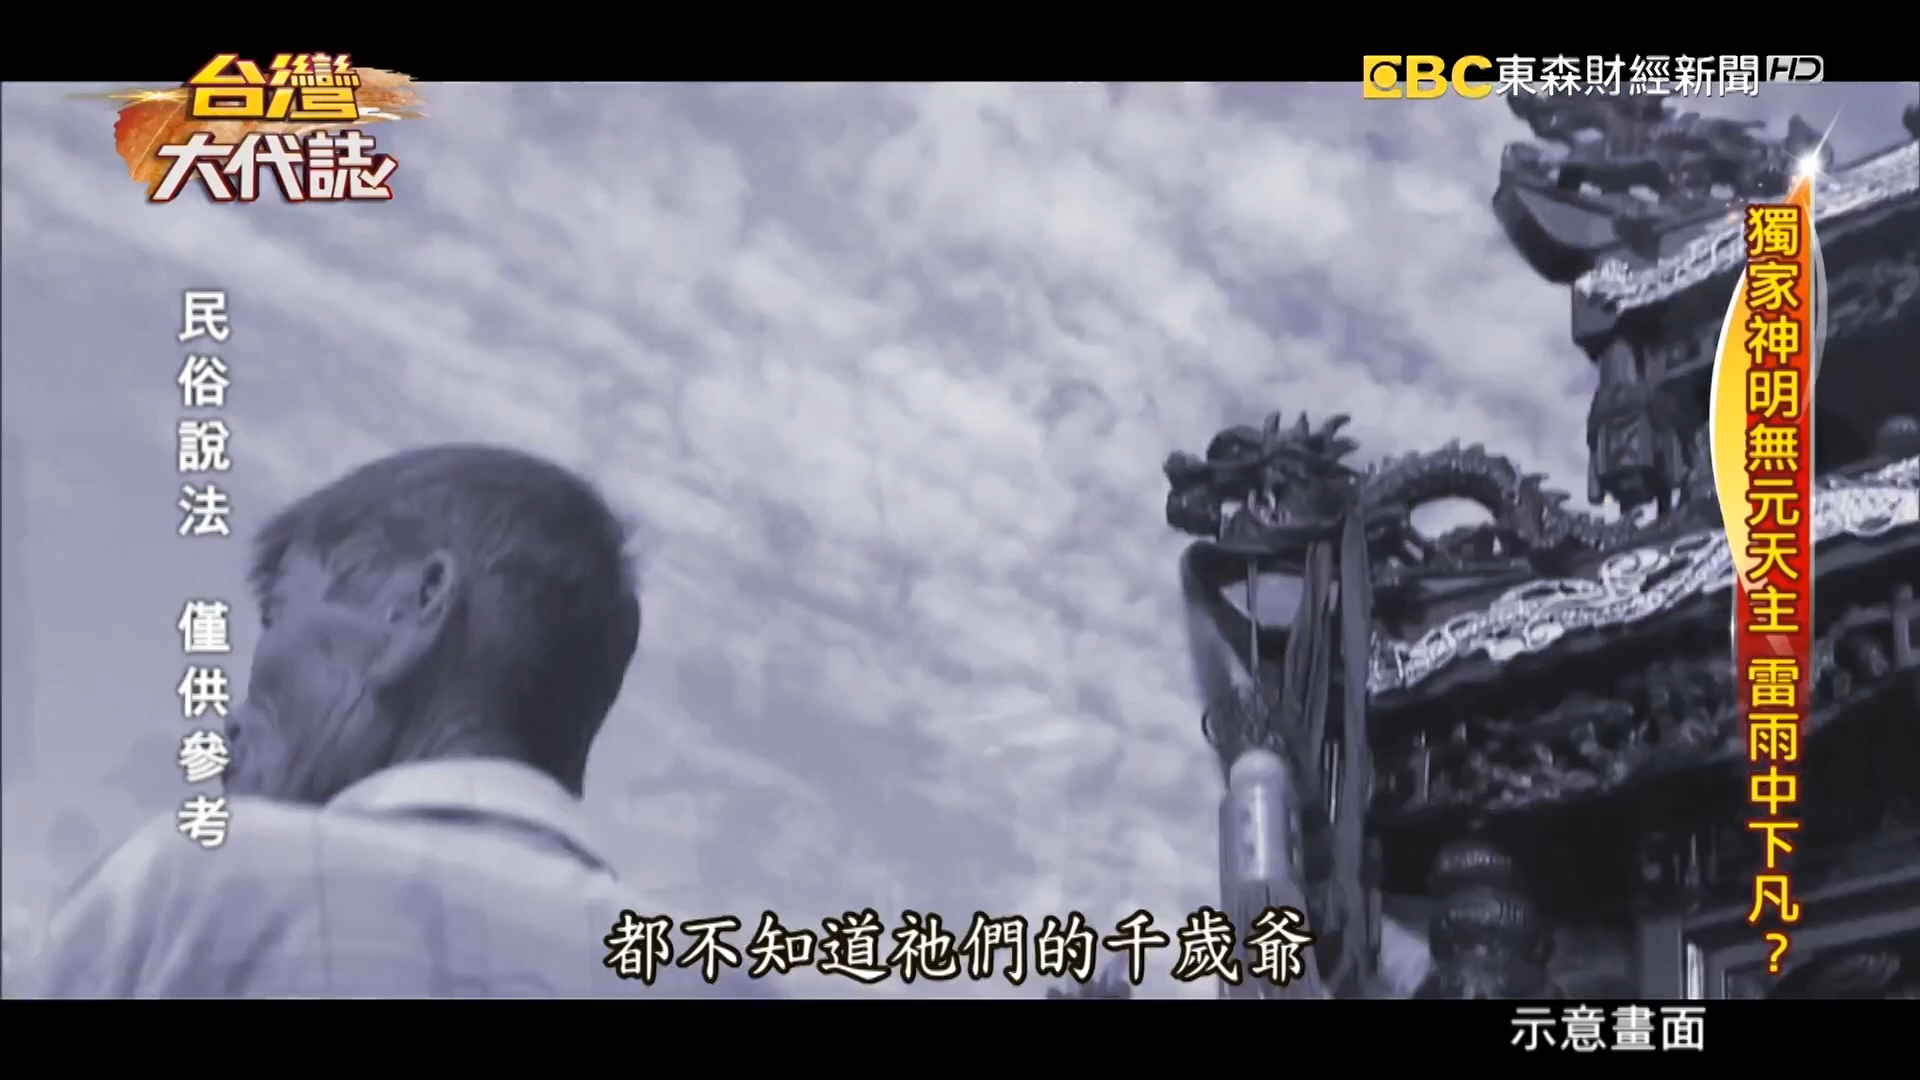 台灣
大代誌
EBC東森財經新聞HD
獨家神明無元天主 雷雨中下凡？
民俗說法 僅供參考
都不知道祂們的千歲爺
示意畫面